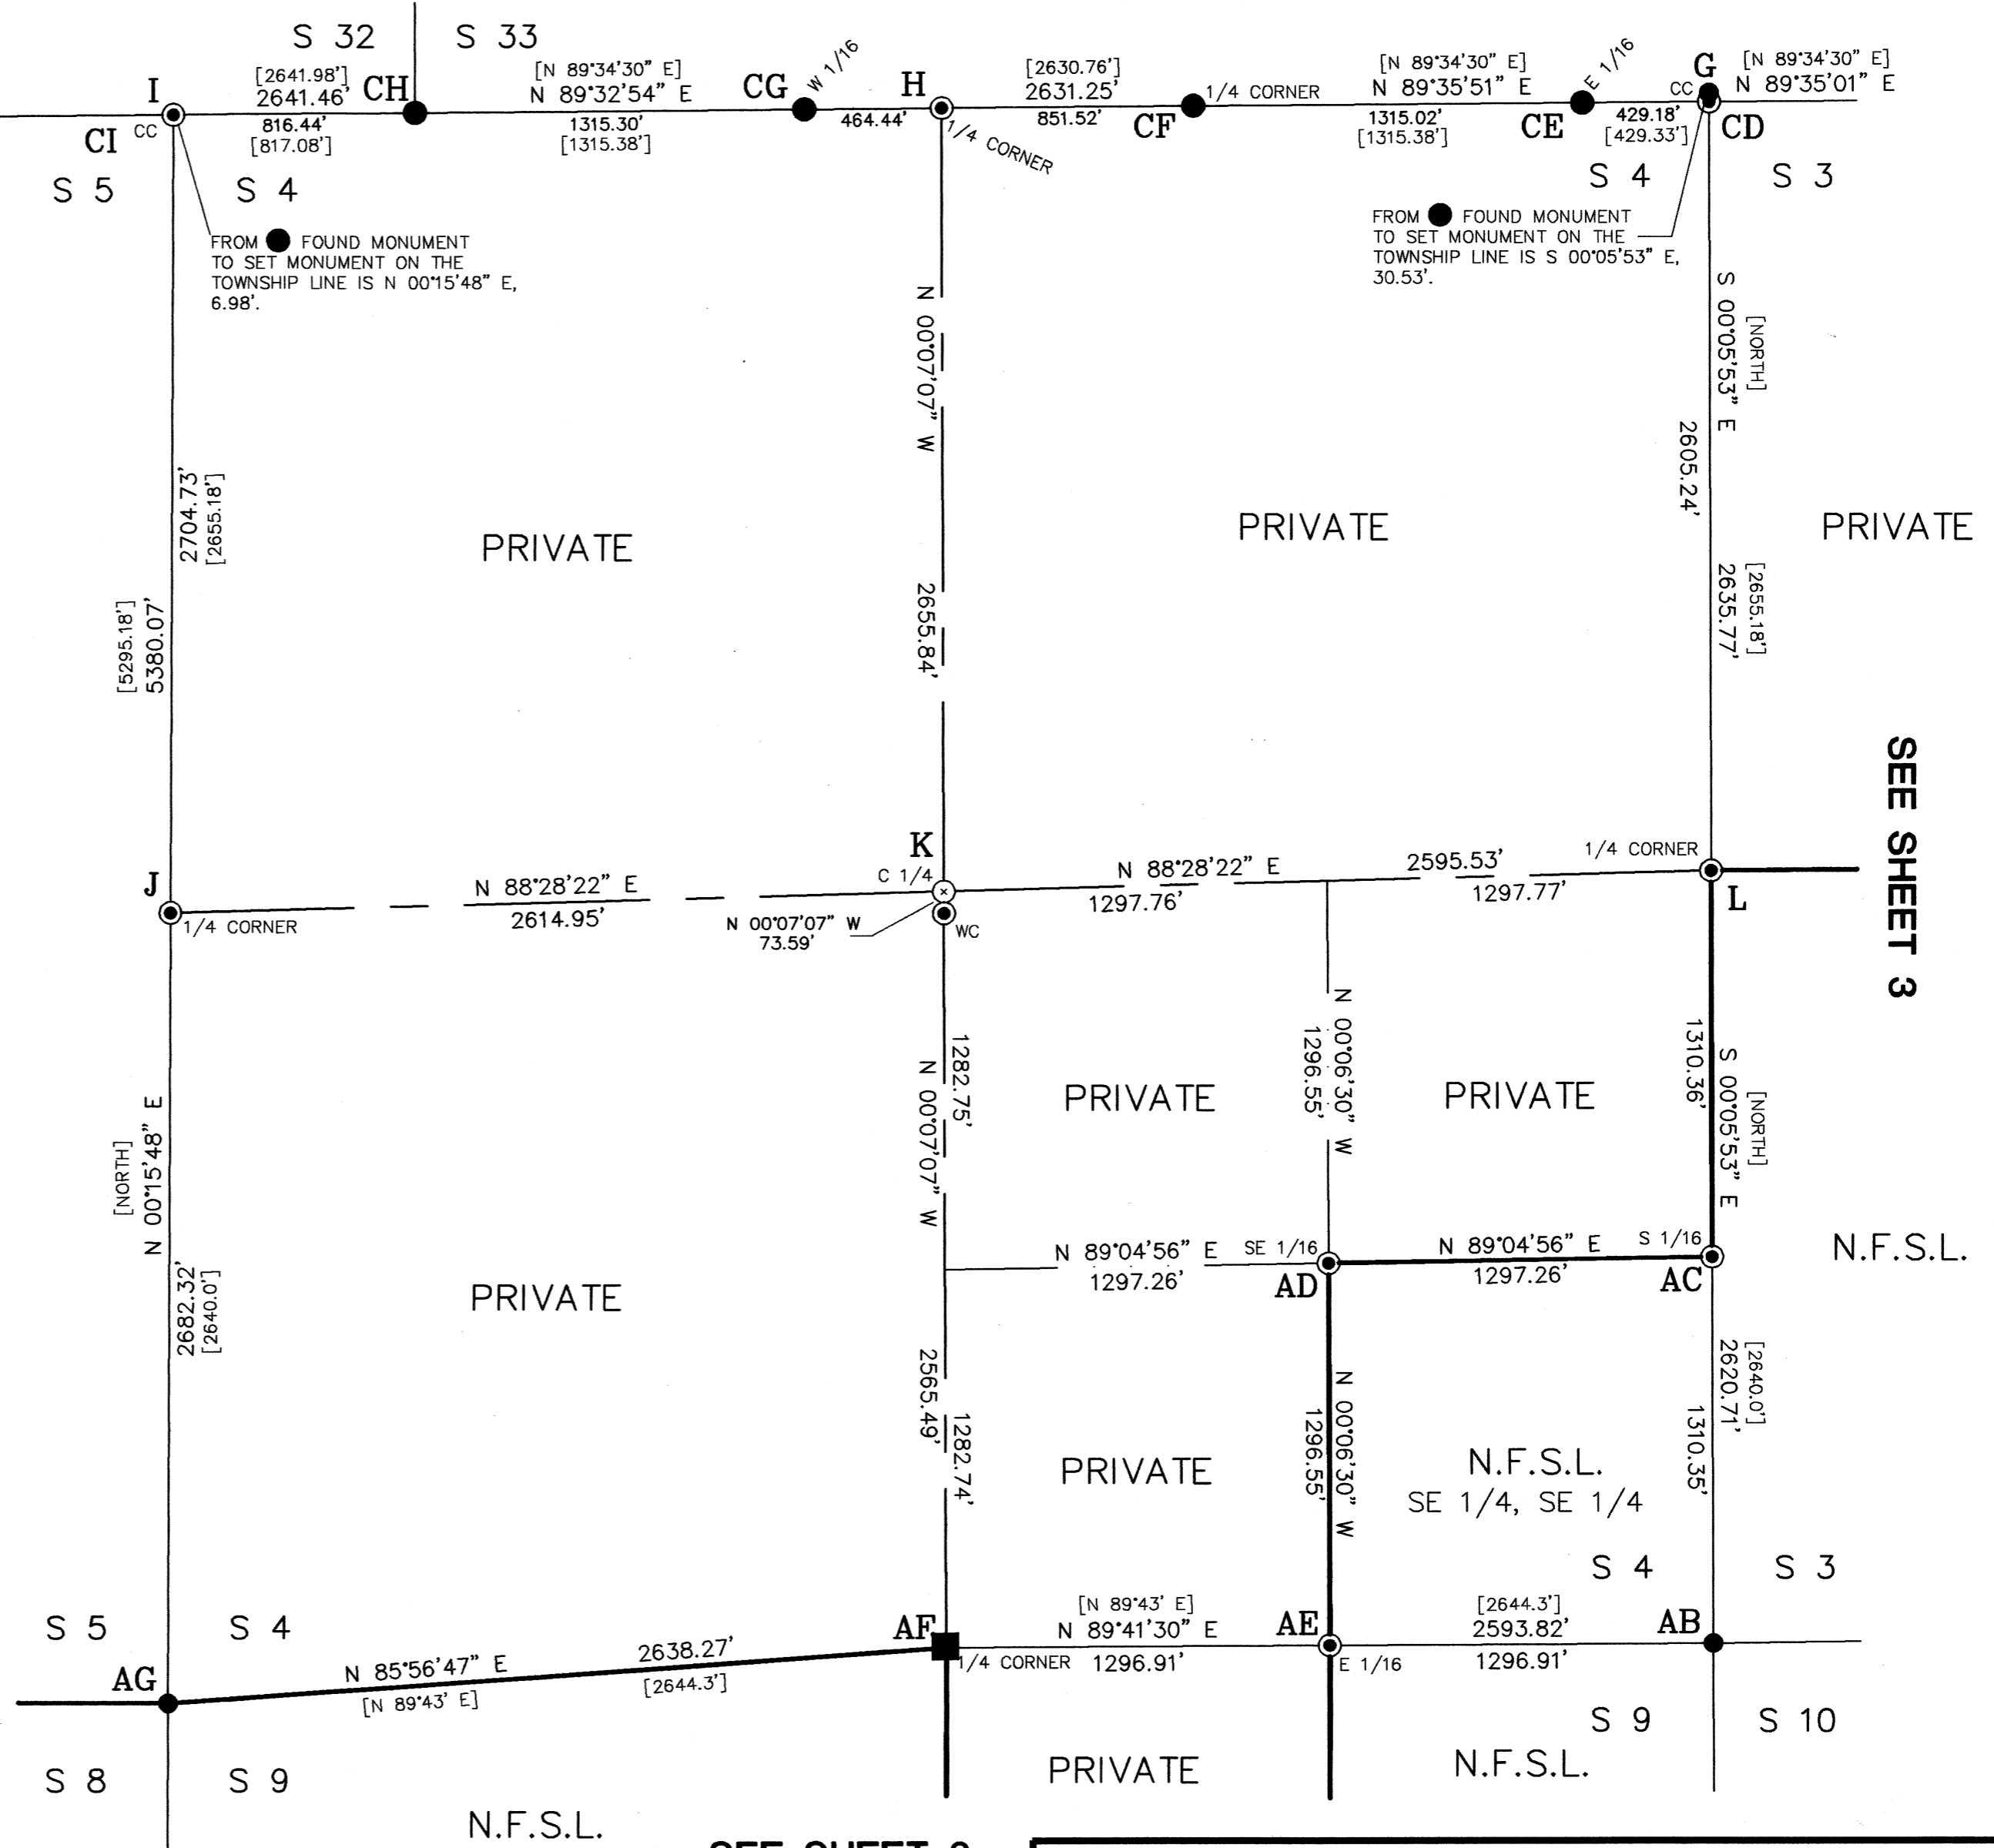 S 32
S 33
I
[2641.98']
2641.46'
CH
[N 89°34'30" E]
N 89°32'54" E
CG
W 1/16
H
[2630.76']
2631.25'
1/4 CORNER
[N 89°34'30" E]
N 89°35'51" E
E 1/16
G
CC
[N 89°34'30" E]
N 89°35'01" E
CI
CC
816.44'
[817.08']
1315.30'
[1315.38']
464.44'
1/4 CORNER
851.52'
CF
1315.02'
[1315.38']
CE
429.18'
[429.33']
CD
S 5
S 4
S 4
S 3
FROM FOUND MONUMENT
TO SET MONUMENT ON THE
TOWNSHIP LINE IS N 00°15'48" E,
6.98'.
FROM FOUND MONUMENT
TO SET MONUMENT ON THE
TOWNSHIP LINE IS S 00°05'53" E,
30.53'.
N 00°07'07" W
S 00°05'53" E
[NORTH]
2704.73'
[2655.18']
2605.24'
PRIVATE
PRIVATE
PRIVATE
[5295.18']
5380.07'
2655.84'
2635.77'
[2655.18']
SEE SHEET 3
J
1/4 CORNER
N 88°28'22" E
2614.95'
K
C 1/4
N 00°07'07" W
73.59'
WC
N 88°28'22" E
1297.76'
2595.53'
1297.77'
1/4 CORNER
L
1282.75'
N 00°07'07" W
N 00°06'30" W
1296.55'
1310.36'
S 00°05'53" E
[NORTH]
PRIVATE
PRIVATE
[NORTH]
N 00°15'48" E
N 89°04'56" E
1297.26'
SE 1/16
AD
N 89°04'56" E
1297.26'
S 1/16
AC
N.F.S.L.
2682.32'
[2640.0']
PRIVATE
2565.49'
1282.74'
N 00°06'30" W
1296.55'
2620.71'
[2640.0']
1310.35'
PRIVATE
N.F.S.L.
SE 1/4, SE 1/4
S 4
S 3
S 5
S 4
AG
N 85°56'47" E
[N 89°43' E]
2638.27'
[2644.3']
AF
1/4 CORNER
[N 89°43' E]
N 89°41'30" E
1296.91'
AE
E 1/16
[2644.3']
2593.82'
1296.91'
AB
S 9
S 10
S 8
S 9
PRIVATE
N.F.S.L.
N.F.S.L.